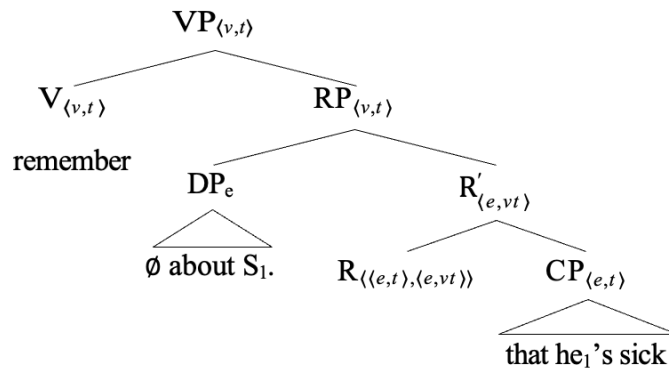 VP⟨v,t⟩
V⟨v,t⟩ RP⟨v,t⟩
remember
DPe R′⟨e,vt⟩
∅ about S1. R⟨⟨e,t⟩,⟨e,vt⟩⟩ CP⟨e,t⟩
that he1's sick